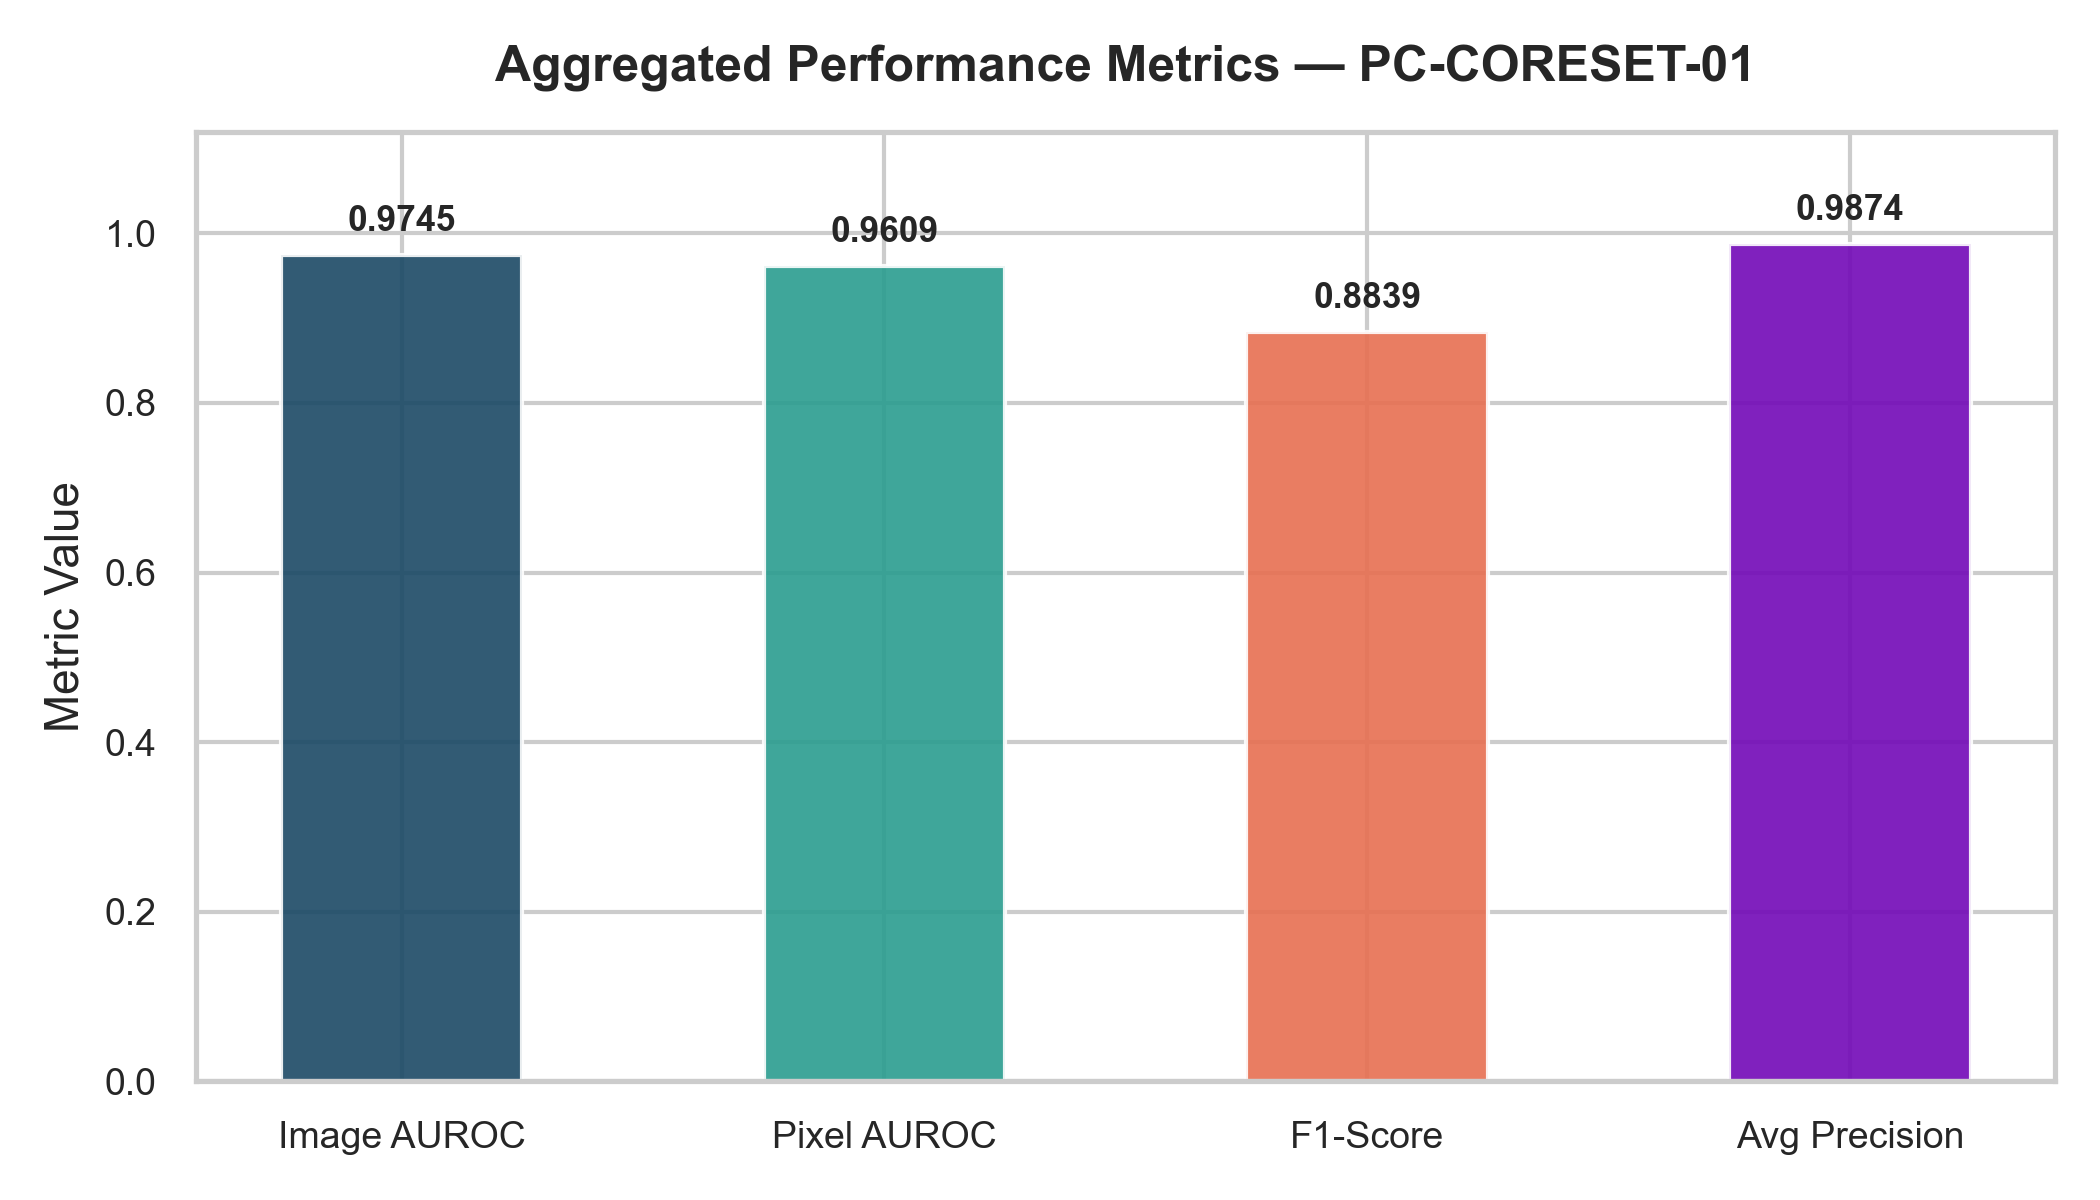 Aggregated Performance Metrics — PC-CORESET-01
0.9745
0.9609
0.8839
0.9874
1.0
0.8
0.6
0.4
0.2
0.0
Metric Value
Image AUROC
Pixel AUROC
F1-Score
Avg Precision